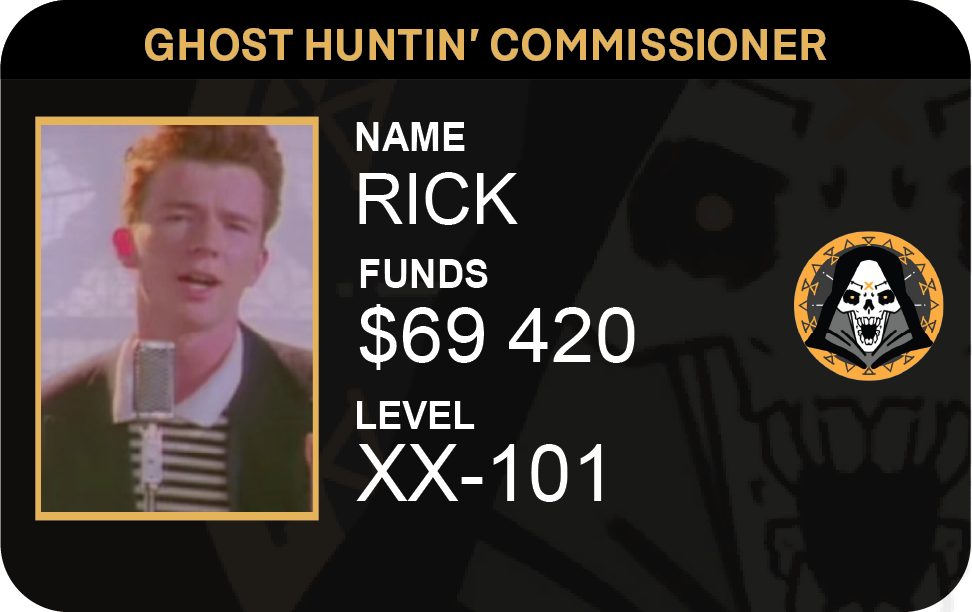 GHOST HUNTIN’ COMMISSIONER
NAME
RICK
FUNDS
$69 420
LEVEL
XX-101